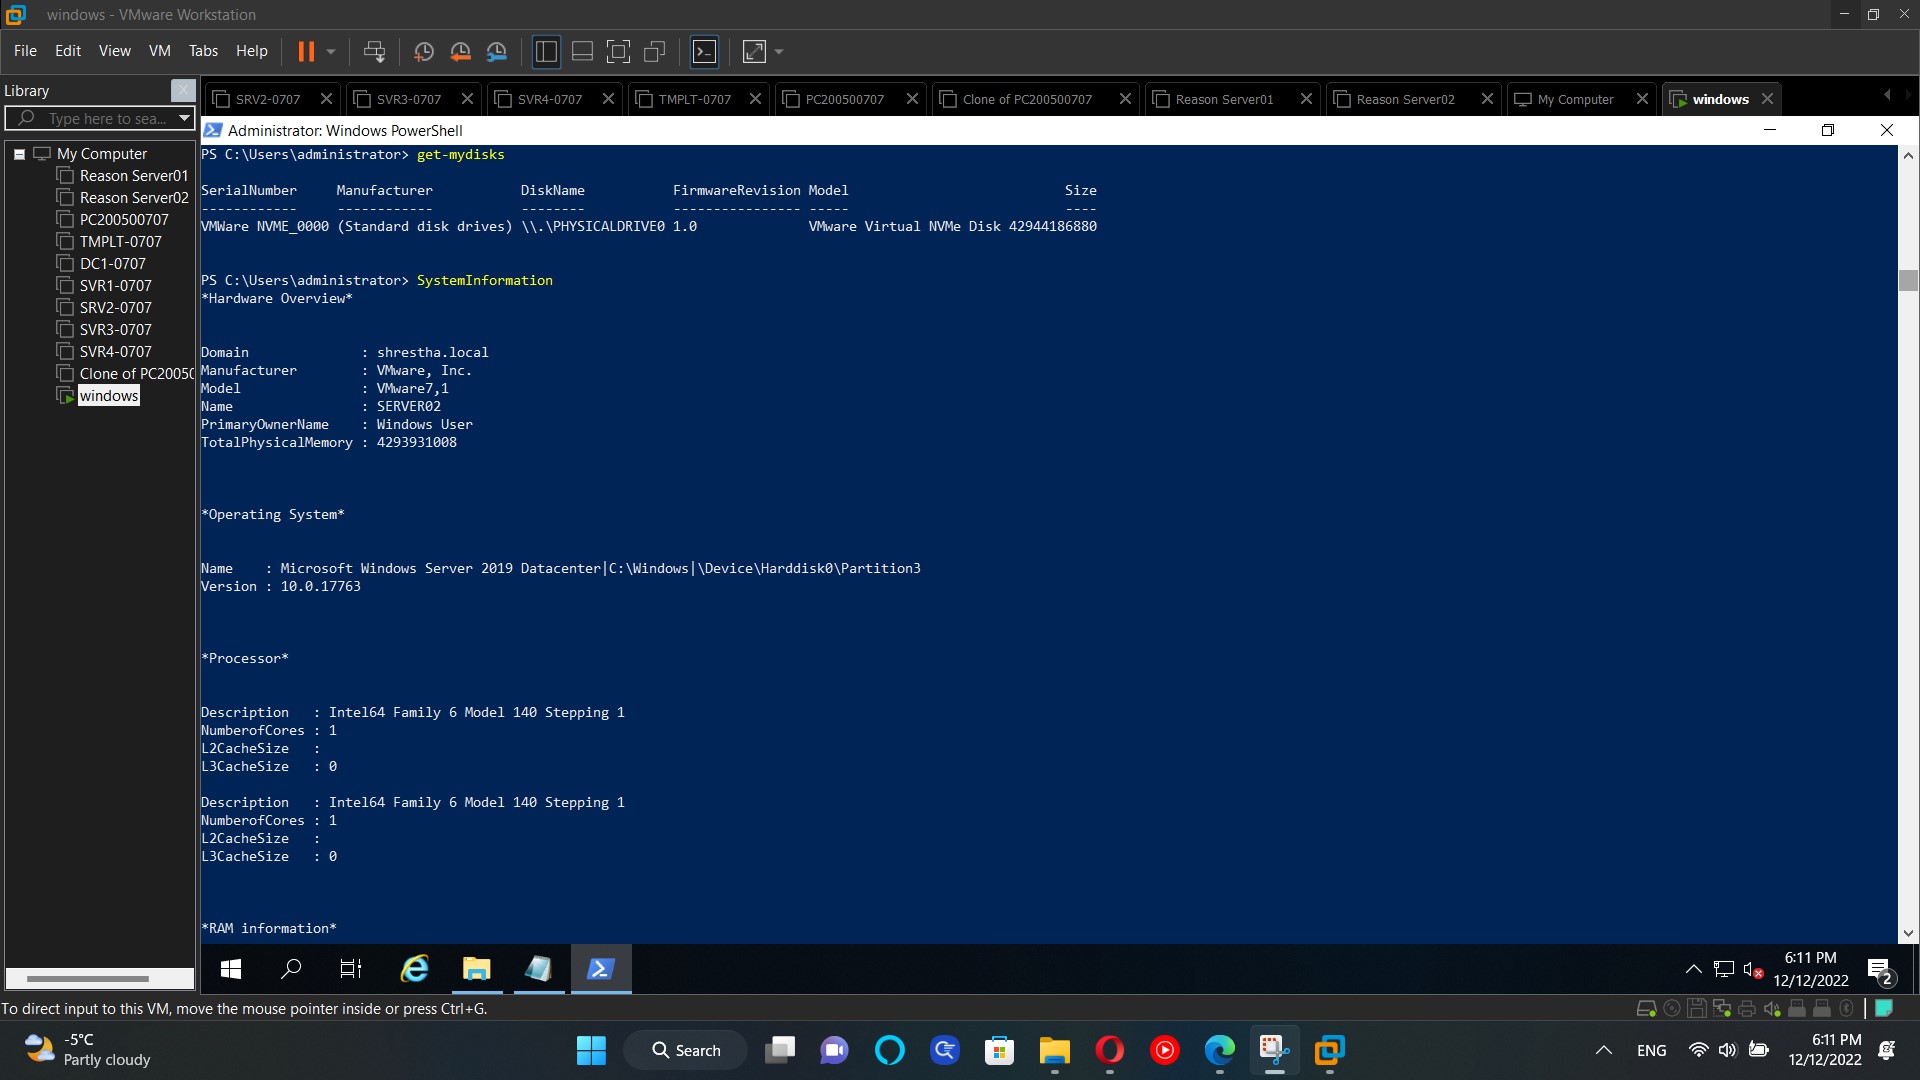 windows - VMware Workstation
File Edit View VM Tabs Help
Library
Type here to sea...
My Computer
Reason Server01
Reason Server02
PC200500707
TMPLT-0707
DC1-0707
SVR1-0707
SRV2-0707
SVR3-0707
SVR4-0707
Clone of PC20050
windows
SRV2-0707 SVR3-0707 SVR4-0707 TMPLT-0707 PC200500707 Clone of PC200500707 Reason Server01 Reason Server02 My Computer windows
Administrator: Windows PowerShell
PS C:\Users\administrator> get-mydisks
SerialNumber Manufacturer DiskName FirmwareRevision Model Size
------------ ------------ -------- ---------------- ----- ----
VMWare NVME_0000 (Standard disk drives) \\.\PHYSICALDRIVE0 1.0 VMware Virtual NVMe Disk 42944186880
PS C:\Users\administrator> SystemInformation
*Hardware Overview*
Domain : shrestha.local
Manufacturer : VMware, Inc.
Model : VMware7,1
Name : SERVER02
PrimaryOwnerName : Windows User
TotalPhysicalMemory : 4293931008
*Operating System*
Name : Microsoft Windows Server 2019 Datacenter|C:\Windows|\Device\Harddisk0\Partition3
Version : 10.0.17763
*Processor*
Description : Intel64 Family 6 Model 140 Stepping 1
NumberofCores : 1
L2CacheSize :
L3CacheSize : 0
Description : Intel64 Family 6 Model 140 Stepping 1
NumberofCores : 1
L2CacheSize :
L3CacheSize : 0
*RAM information*
6:11 PM
12/12/2022
2
To direct input to this VM, move the mouse pointer inside or press Ctrl+G.
-5°C
Partly cloudy
Search
ENG
6:11 PM
12/12/2022